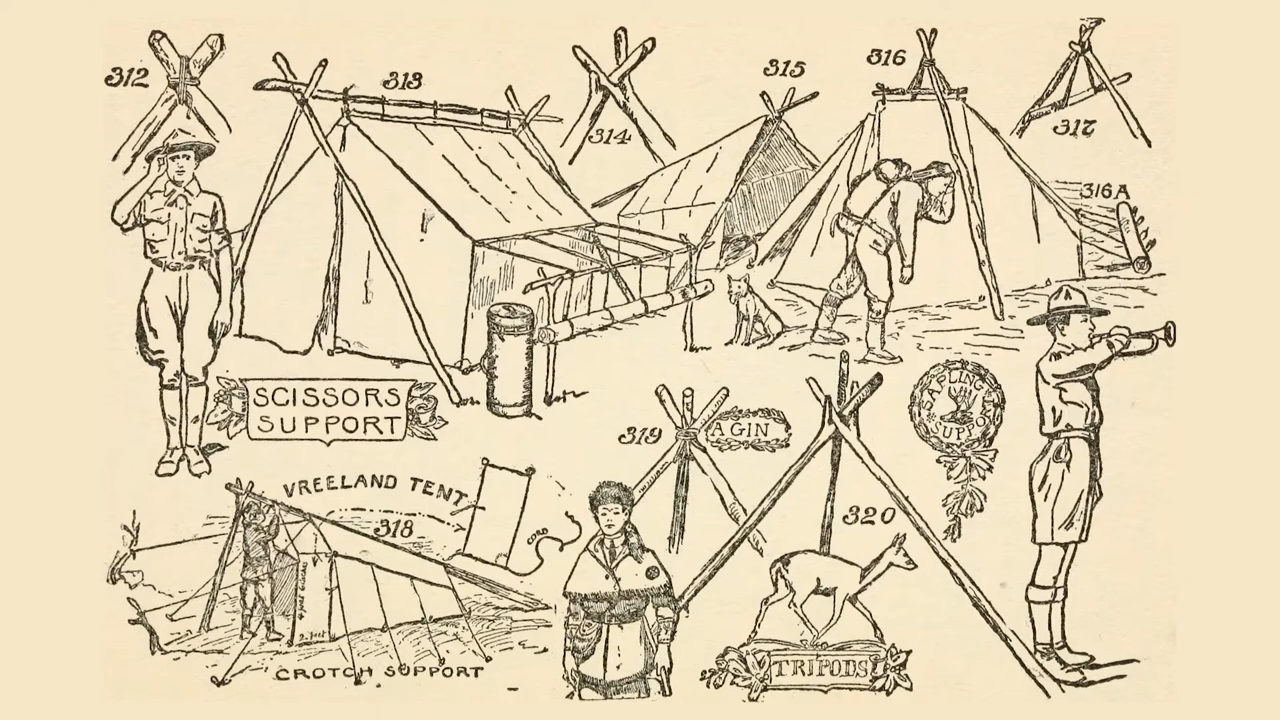 312
313
314
315
316
317
316A
SCISSORS
SUPPORT
319
A GIN
SAPLING
SUPPORT
VREELAND TENT
318
CORD
320
CROTCH SUPPORT
TRIPODS